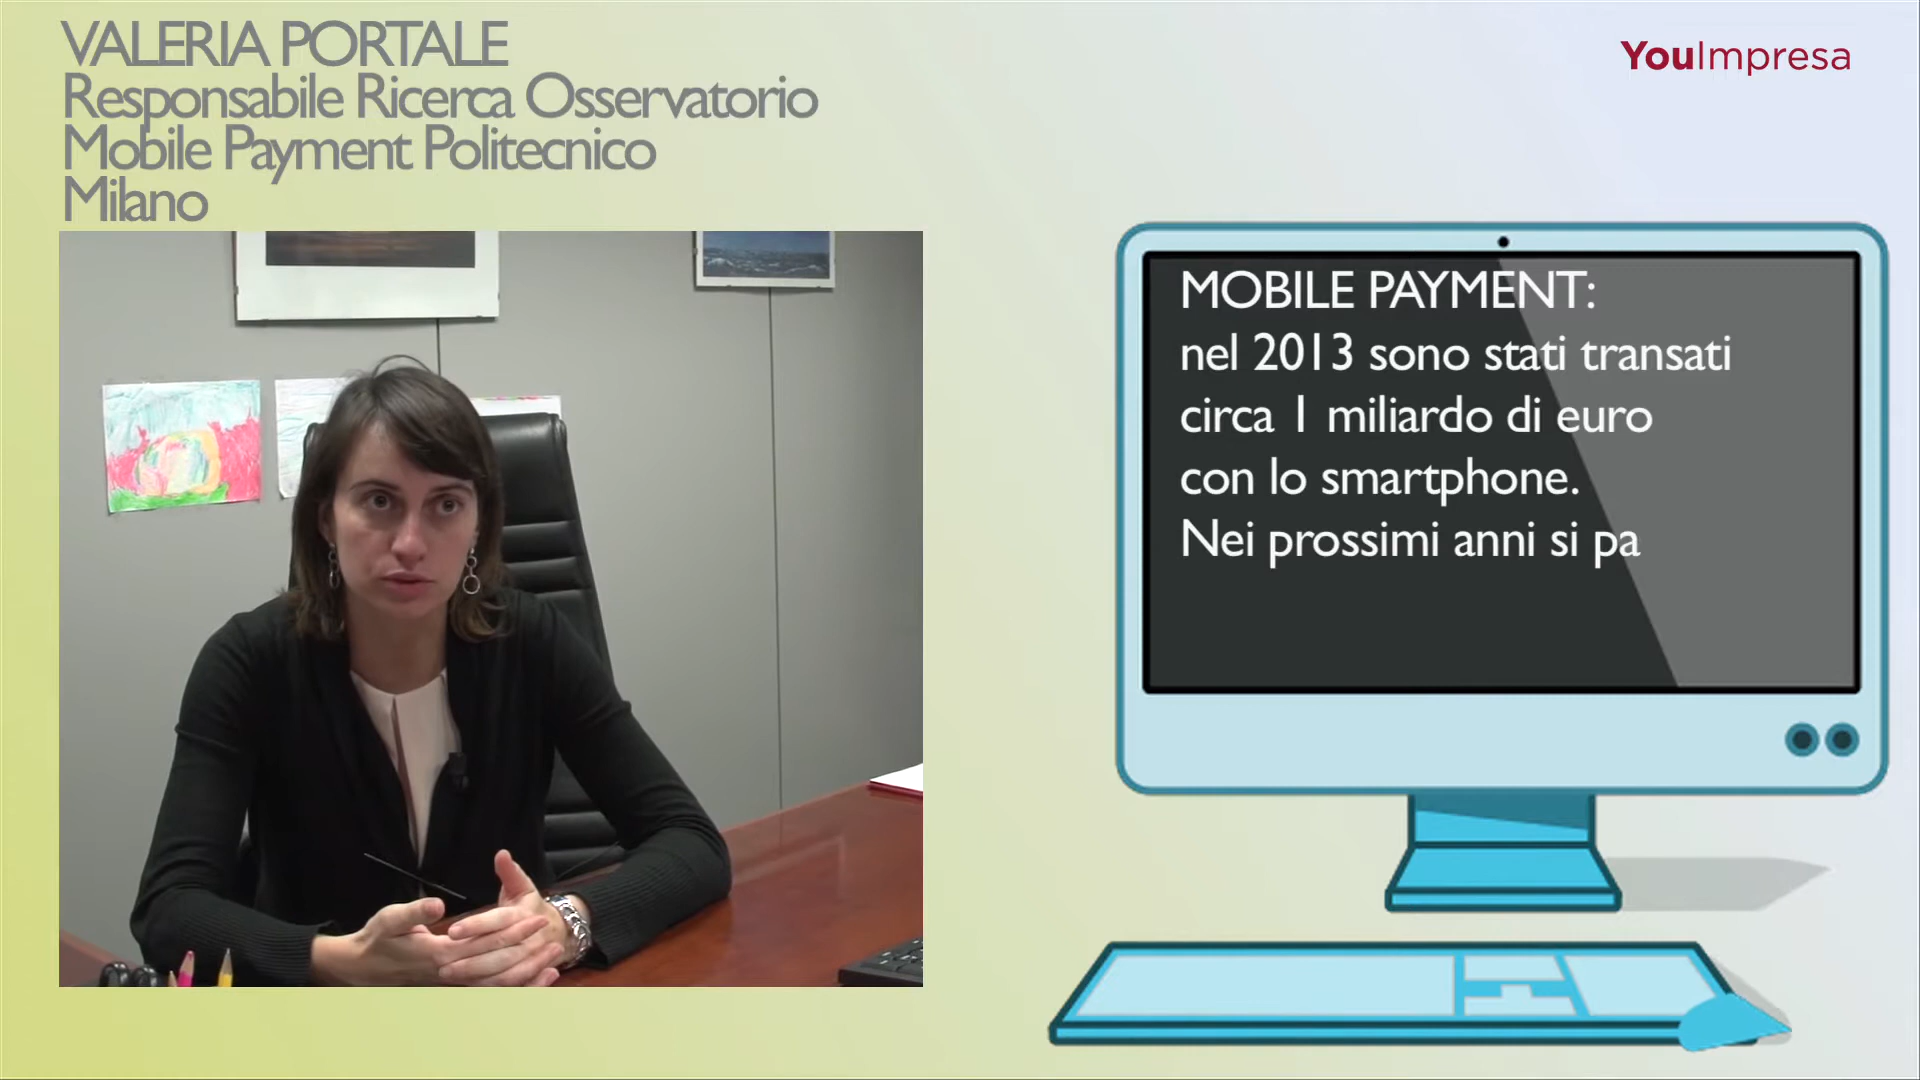 VALERIA PORTALE
Responsabile Ricerca Osservatorio
Mobile Payment Politecnico
Milano
YouImpresa
MOBILE PAYMENT:
nel 2013 sono stati transati
circa 1 miliardo di euro
con lo smartphone.
Nei prossimi anni si pa